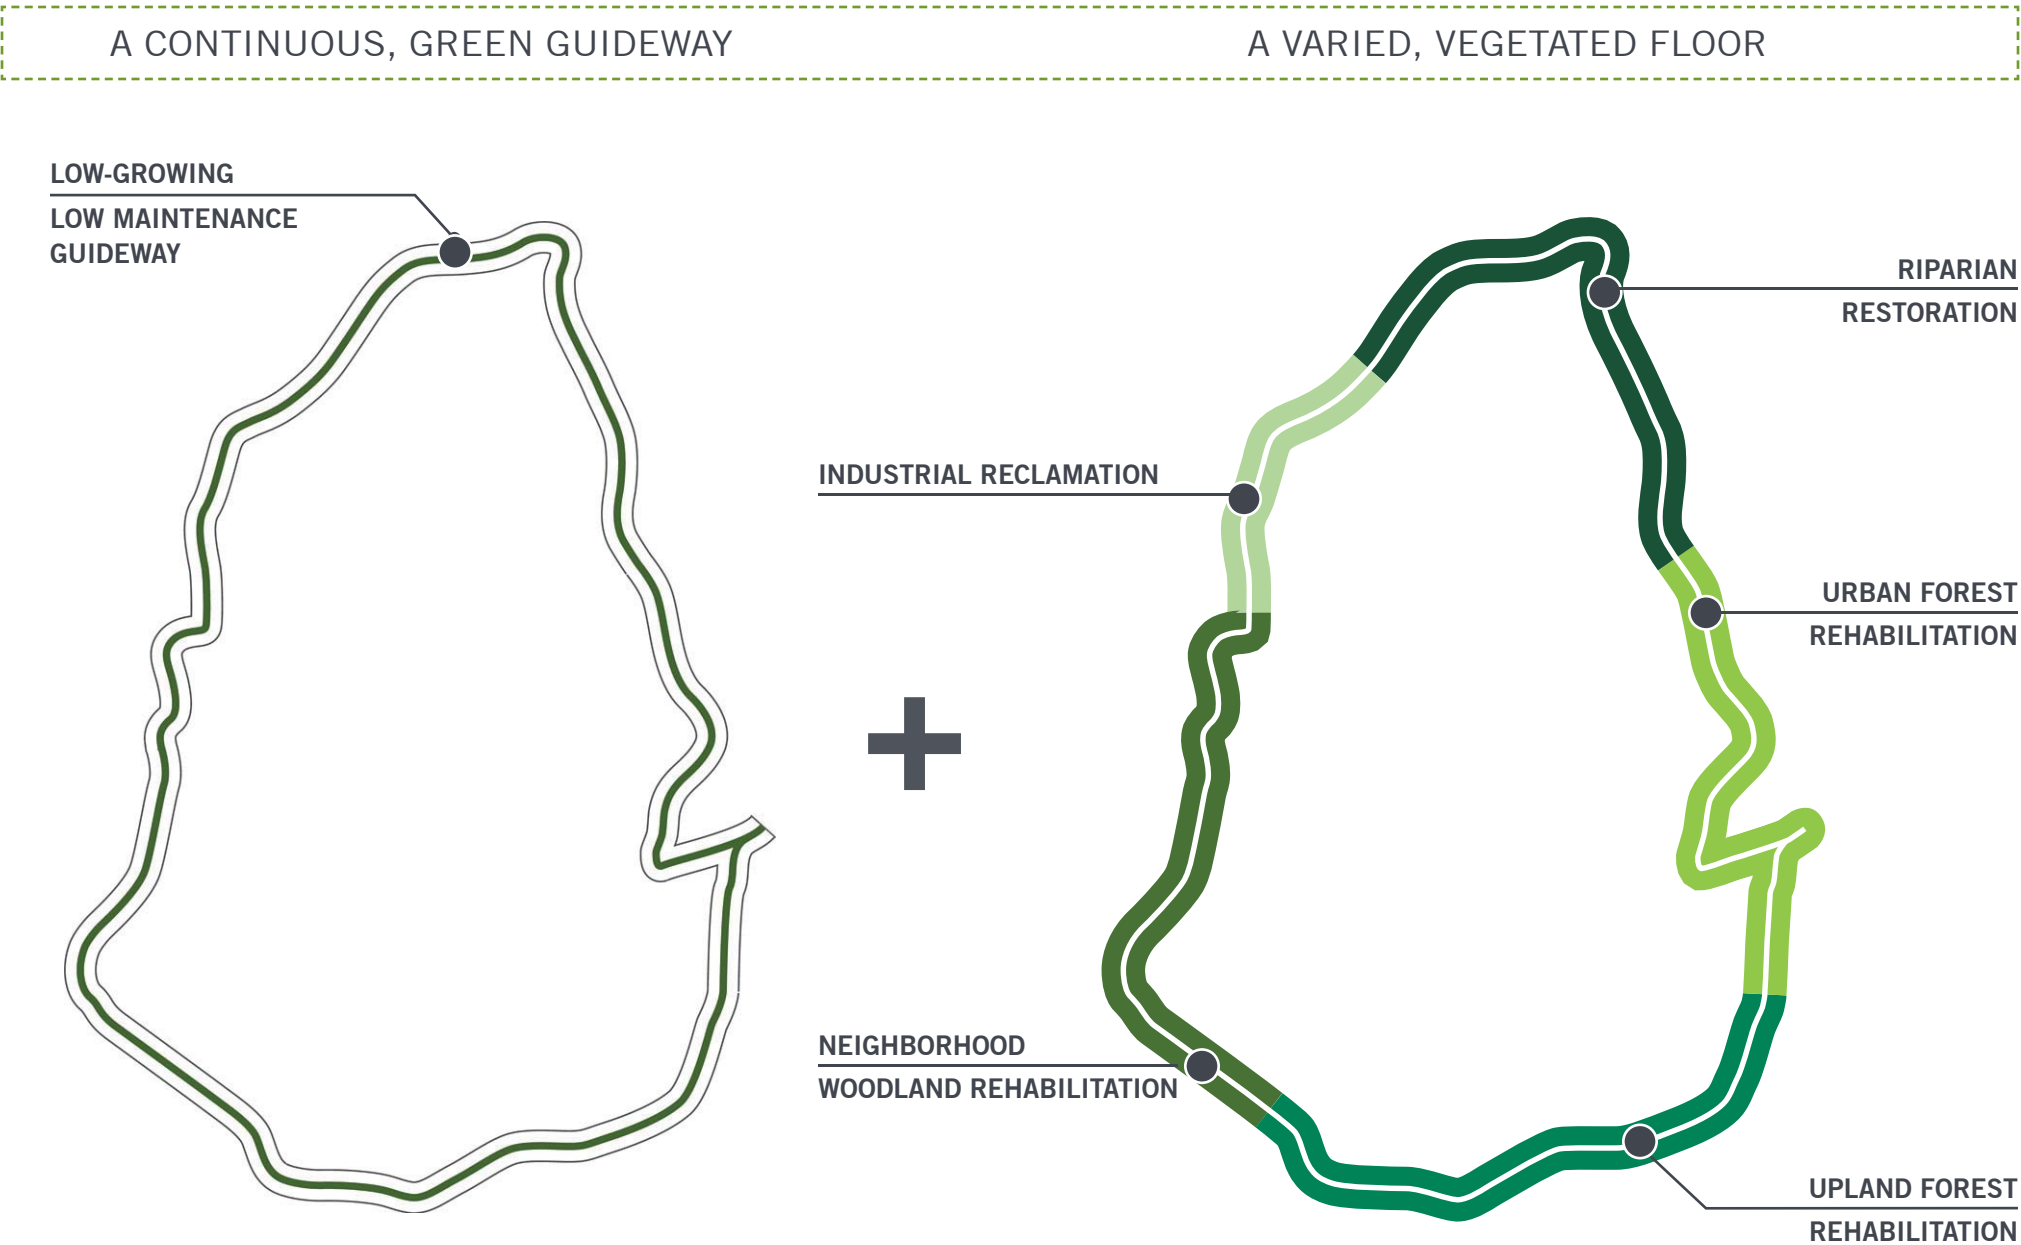 A CONTINUOUS, GREEN GUIDEWAY
A VARIED, VEGETATED FLOOR
LOW-GROWING
LOW MAINTENANCE
GUIDEWAY
RIPARIAN
RESTORATION
INDUSTRIAL RECLAMATION
URBAN FOREST
REHABILITATION
NEIGHBORHOOD
WOODLAND REHABILITATION
UPLAND FOREST
REHABILITATION